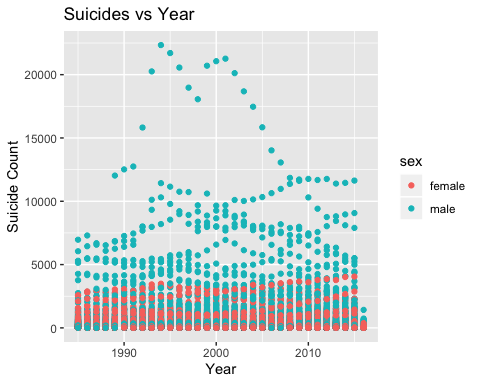 Suicides vs Year
20000
15000
10000
5000
0
Suicide Count
1990
2000
2010
Year
sex
female
male